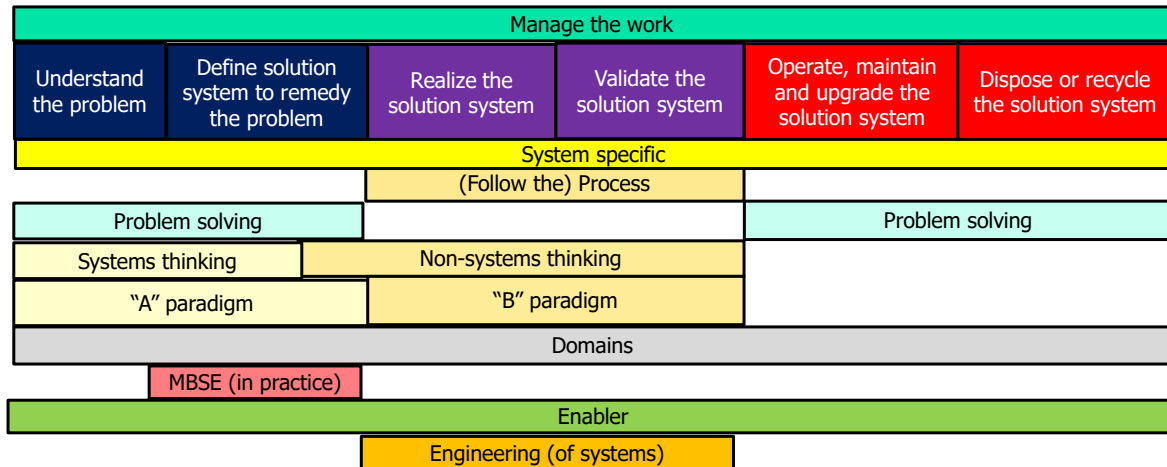 Manage the work
Understand
the problem
Define solution
system to remedy
the problem
Realize the
solution system
Validate the
solution system
Operate, maintain
and upgrade the
solution system
Dispose or recycle
the solution system
System specific
(Follow the) Process
Problem solving
Problem solving
Systems thinking
Non-systems thinking
“A” paradigm
“B” paradigm
Domains
MBSE (in practice)
Enabler
Engineering (of systems)